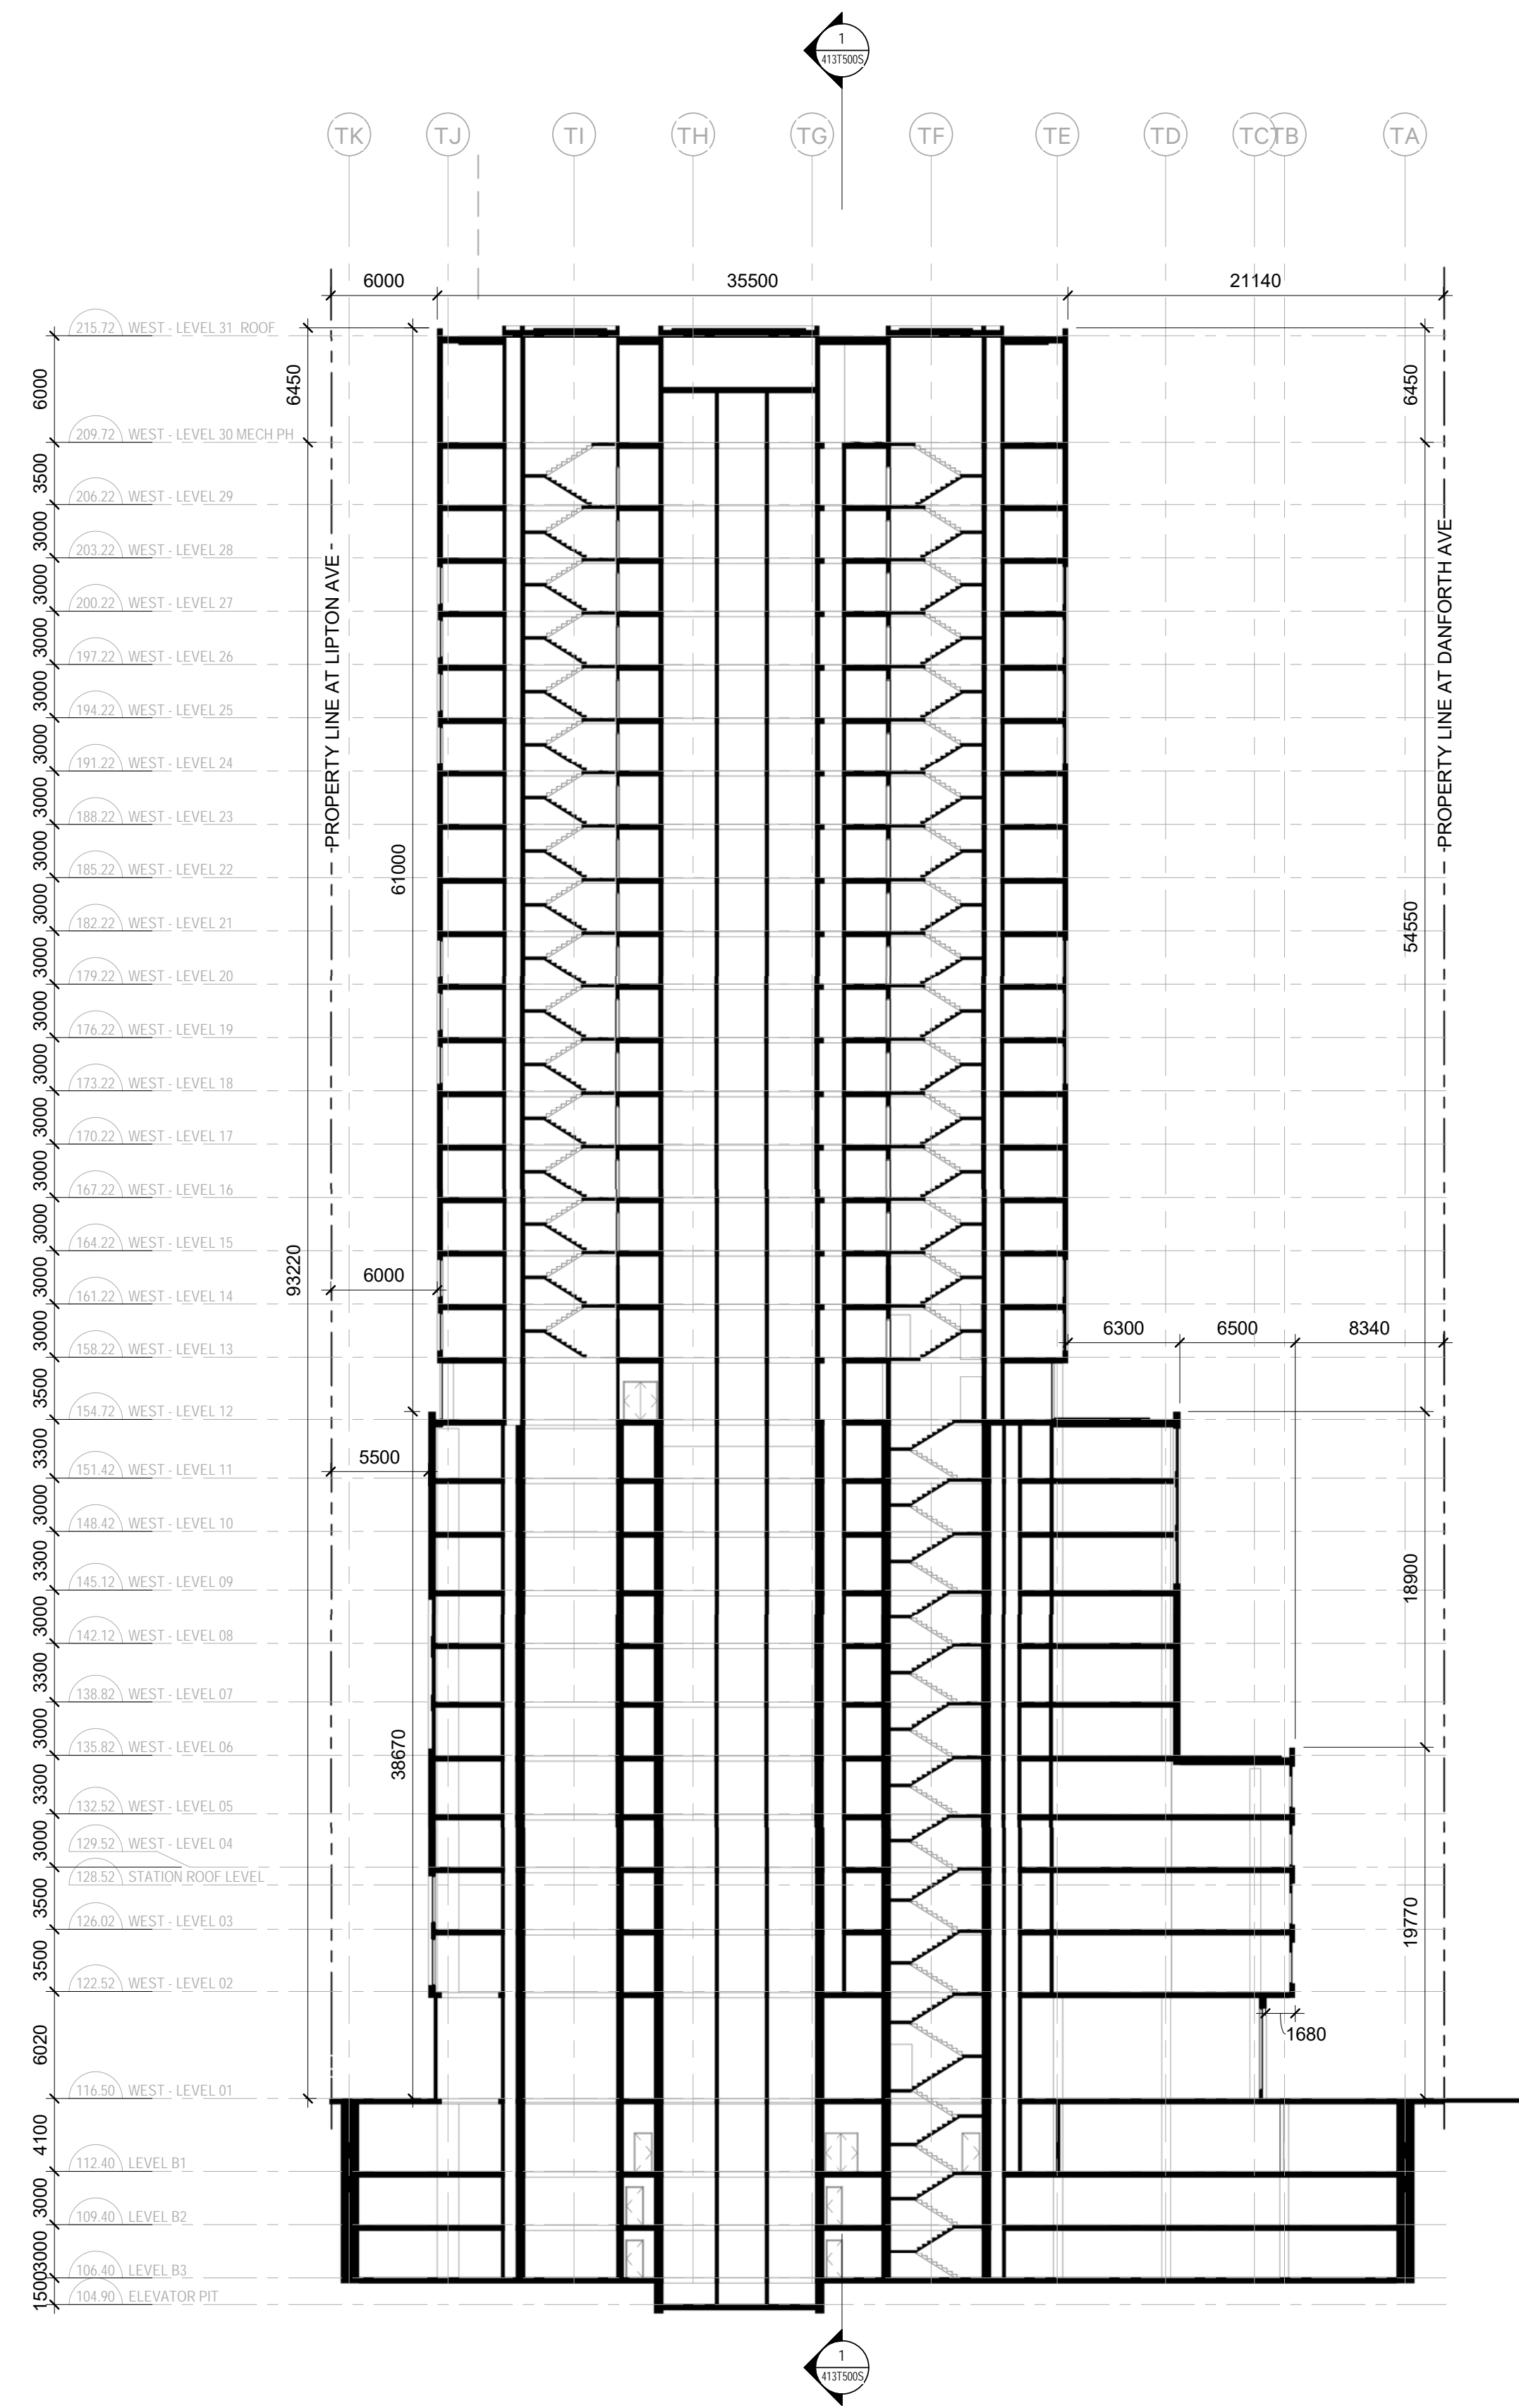 1
413T500S
TK TJ TI TH TG TF TE TD TC TB TA
6000 35500 21140
215.72 WEST - LEVEL 31 ROOF
6000
6450
6450
209.72 WEST - LEVEL 30 MECH PH
3500
206.22 WEST - LEVEL 29
3000
203.22 WEST - LEVEL 28
3000
200.22 WEST - LEVEL 27
3000
197.22 WEST - LEVEL 26
3000
194.22 WEST - LEVEL 25
3000
191.22 WEST - LEVEL 24
3000
188.22 WEST - LEVEL 23
3000
185.22 WEST - LEVEL 22
3000
182.22 WEST - LEVEL 21
3000
179.22 WEST - LEVEL 20
3000
176.22 WEST - LEVEL 19
3000
173.22 WEST - LEVEL 18
3000
170.22 WEST - LEVEL 17
3000
167.22 WEST - LEVEL 16
3000
164.22 WEST - LEVEL 15
3000
161.22 WEST - LEVEL 14
3000
158.22 WEST - LEVEL 13
3500
154.72 WEST - LEVEL 12
3300
151.42 WEST - LEVEL 11
3000
148.42 WEST - LEVEL 10
3300
145.12 WEST - LEVEL 09
3000
142.12 WEST - LEVEL 08
3300
138.82 WEST - LEVEL 07
3000
135.82 WEST - LEVEL 06
3300
132.52 WEST - LEVEL 05
3000
129.52 WEST - LEVEL 04
128.52 STATION ROOF LEVEL
3500
126.02 WEST - LEVEL 03
3500
122.52 WEST - LEVEL 02
6020
116.50 WEST - LEVEL 01
4100
112.40 LEVEL B1
3000
109.40 LEVEL B2
3000
106.40 LEVEL B3
1500
104.90 ELEVATOR PIT
PROPERTY LINE AT LIPTON AVE
PROPERTY LINE AT DANFORTH AVE
61000
54550
93220
6000
6300 6500 8340
5500
18900
38670
19770
1680
1
413T500S